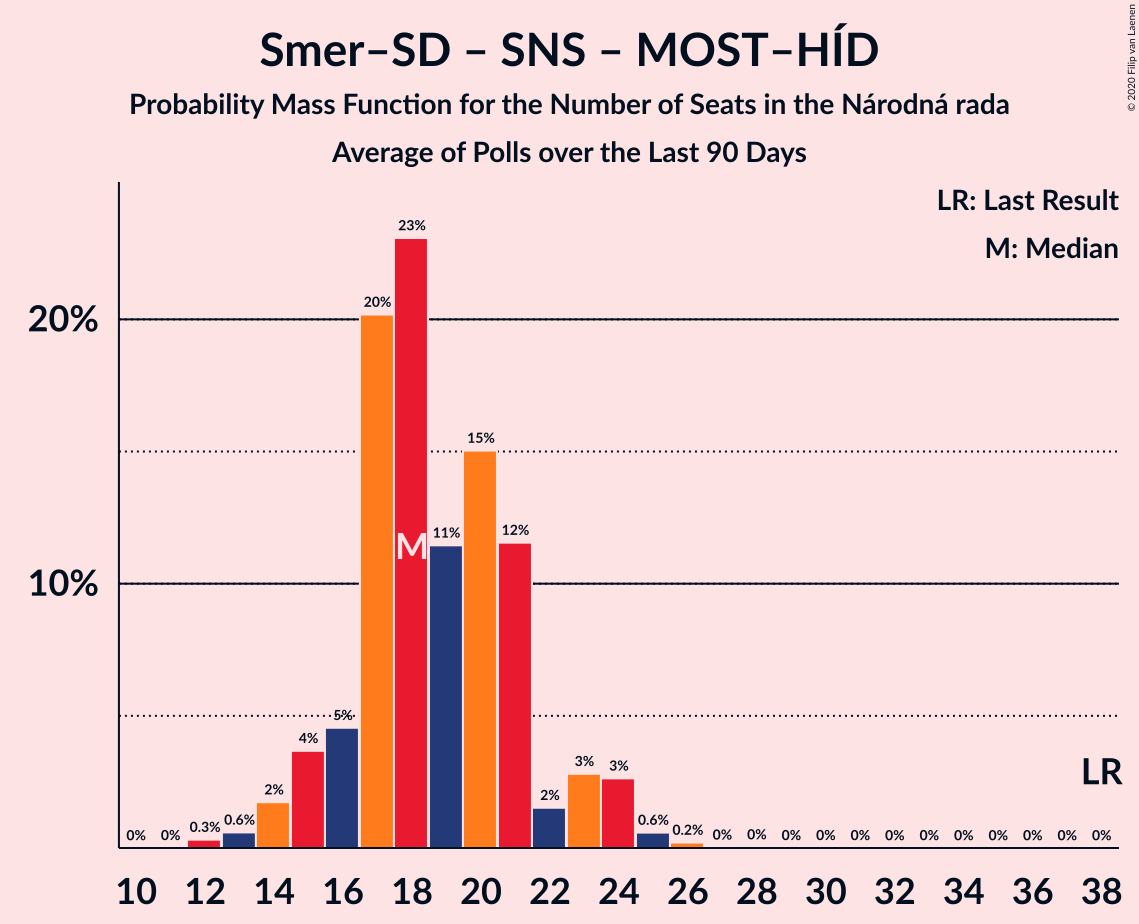 Smer–SD – SNS – MOST–HÍD
Probability Mass Function for the Number of Seats in the Národná rada
Average of Polls over the Last 90 Days
© 2020 Filip van Laenen
LR: Last Result
M: Median
20%
10%
0% 0% 0.3% 0.6% 2% 4% 5% 20% 23% 11% 15% 12% 2% 3% 3% 0.6% 0.2% 0% 0% 0% 0% 0% 0% 0% 0% 0% 0% 0% 0%
M
LR
10 12 14 16 18 20 22 24 26 28 30 32 34 36 38